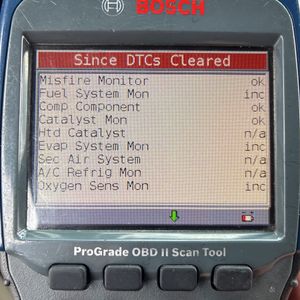 BOSCH
Since DTCs Cleared
Misfire Monitor ok
Fuel System Mon inc
Comp Component ok
Catalyst Mon ok
Htd Catalyst n/a
Evap System Mon inc
Sec Air System n/a
A/C Refrig Mon n/a
Oxygen Sens Mon inc
ProGrade OBD II Scan Tool